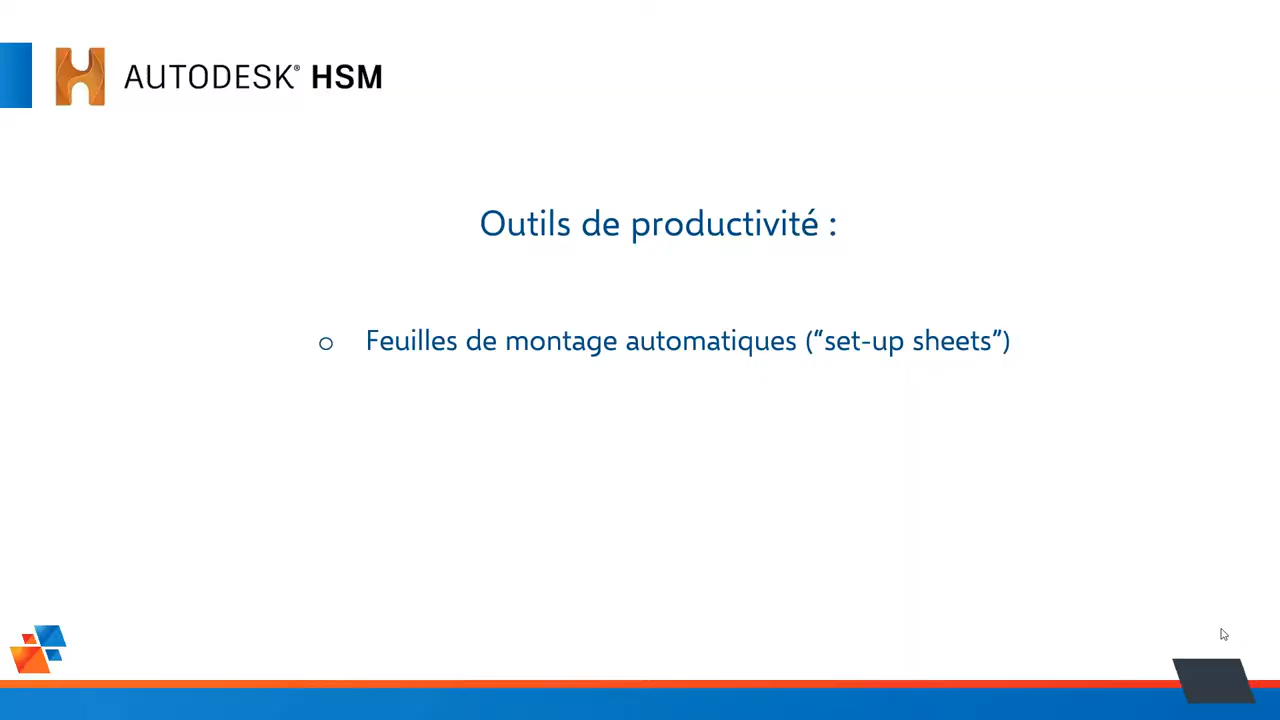 AUTODESK® HSM
Outils de productivité :
o Feuilles de montage automatiques (“set-up sheets”)